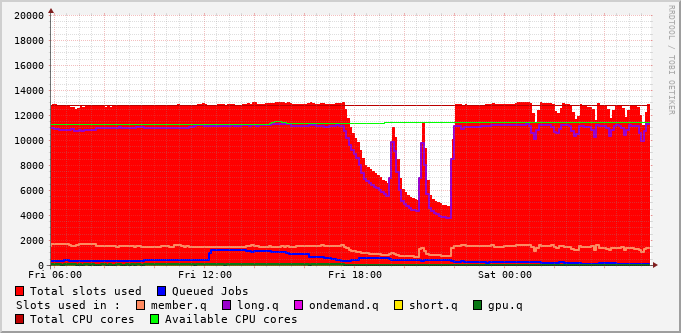 20000
18000
16000
14000
12000
10000
8000
6000
4000
2000
0
Fri 06:00 Fri 12:00 Fri 18:00 Sat 00:00
Total slots used Queued Jobs
Slots used in : member.q long.q ondemand.q short.q gpu.q
Total CPU cores Available CPU cores
RRDTOOL / TOBI OETIKER